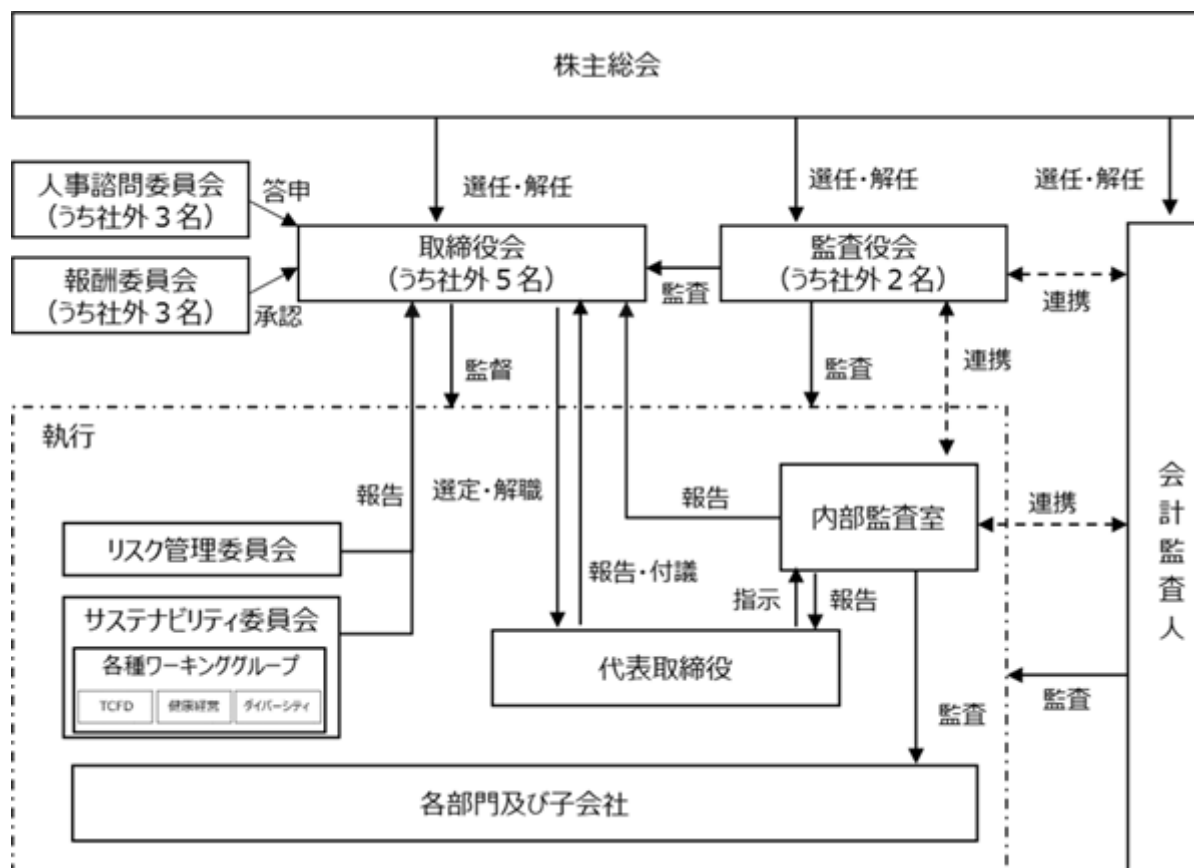 株主総会
人事諮問委員会
(うち社外３名)
答申
選任・解任
選任・解任
選任・解任
報酬委員会
(うち社外３名)
承認
取締役会
(うち社外５名)
監査
監査役会
(うち社外２名)
連携
監督
監査
連携
執行
報告
選定・解職
報告
内部監査室
連携
会計監査人
リスク管理委員会
報告・付議
指示
報告
サステナビリティ委員会
各種ワーキンググループ
TCFD
健康経営
ダイバーシティ
代表取締役
監査
監査
各部門及び子会社